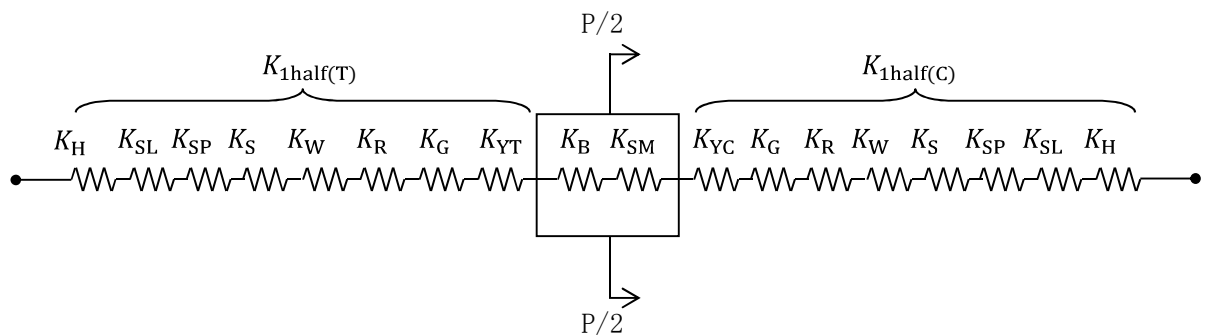 P/2
K1half(T) K1half(C)
KH KSL KSP KS KW KR KG KYT KB KSM KYC KG KR KW KS KSP KSL KH
P/2